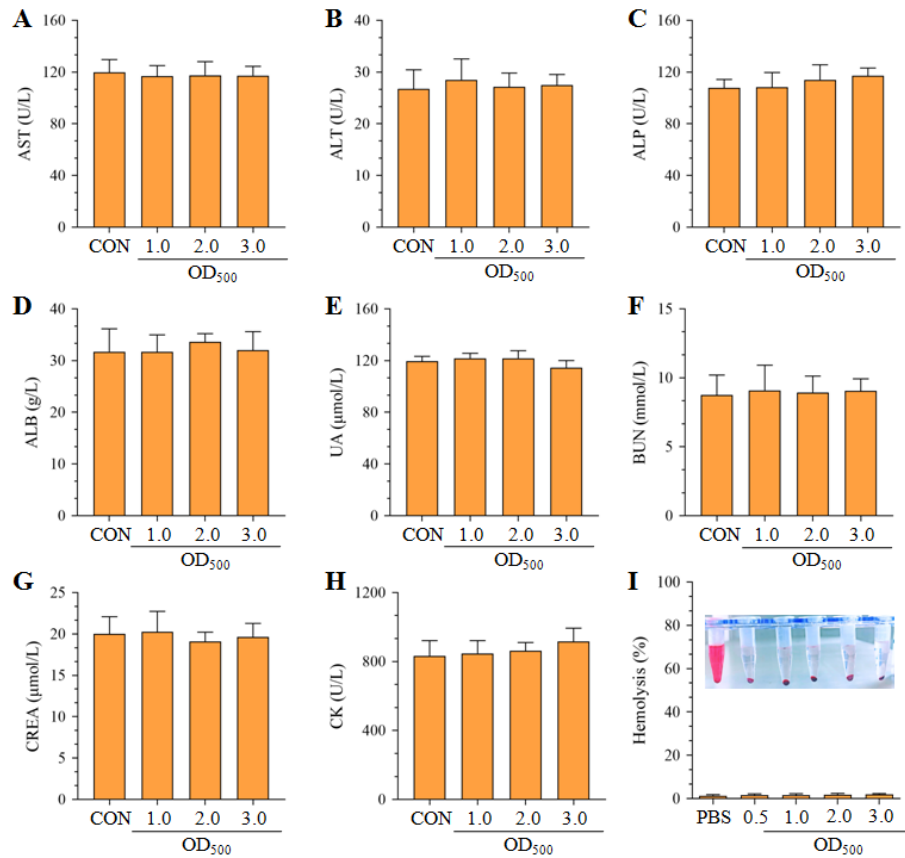 A
160
120
80
40
0
AST (U/L)
CON 1.0 2.0 3.0
OD500
B
40
30
20
10
0
ALT (U/L)
CON 1.0 2.0 3.0
OD500
C
160
120
80
40
0
ALP (U/L)
CON 1.0 2.0 3.0
OD500
D
40
30
20
10
0
ALB (g/L)
CON 1.0 2.0 3.0
OD500
E
160
120
80
40
0
UA (μmol/L)
CON 1.0 2.0 3.0
OD500
F
15
10
5
0
BUN (mmol/L)
CON 1.0 2.0 3.0
OD500
G
25
20
15
10
5
0
CREA (μmol/L)
CON 1.0 2.0 3.0
OD500
H
1200
800
400
0
CK (U/L)
CON 1.0 2.0 3.0
OD500
I
100
80
60
40
20
0
Hemolysis (%)
PBS 0.5 1.0 2.0 3.0
OD500